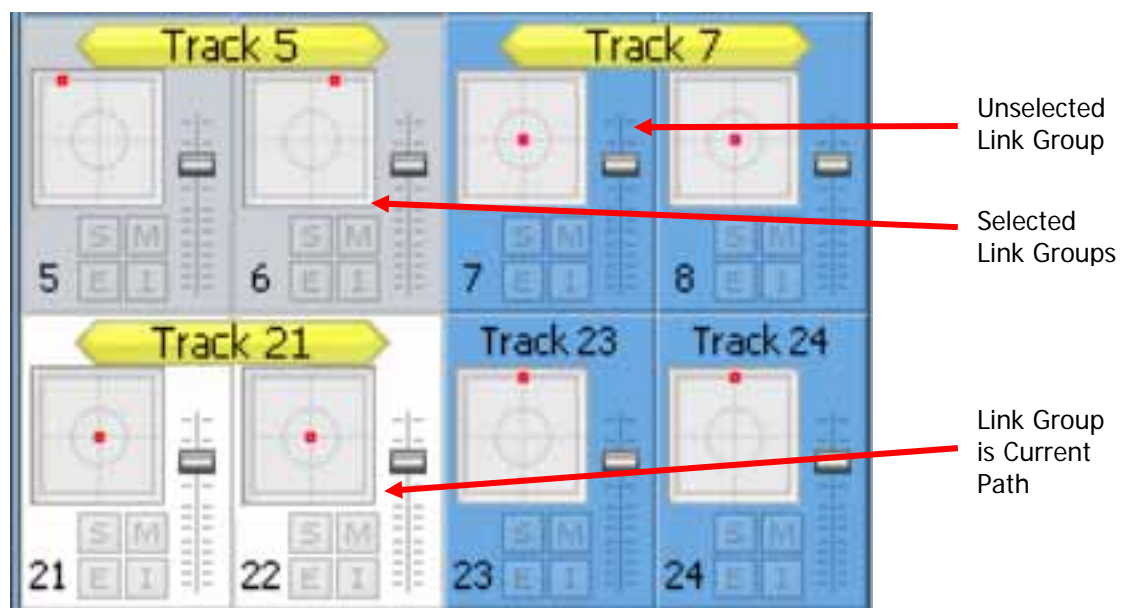 Track 5
Track 7
S M
S M
S M
S M
5 E I
6 E I
7 E I
8 E I
Track 21
Track 23
Track 24
S M
S M
S M
S M
21 E I
22 E I
23 E I
24 E I
Unselected
Link Group
Selected
Link Groups
Link Group
is Current
Path